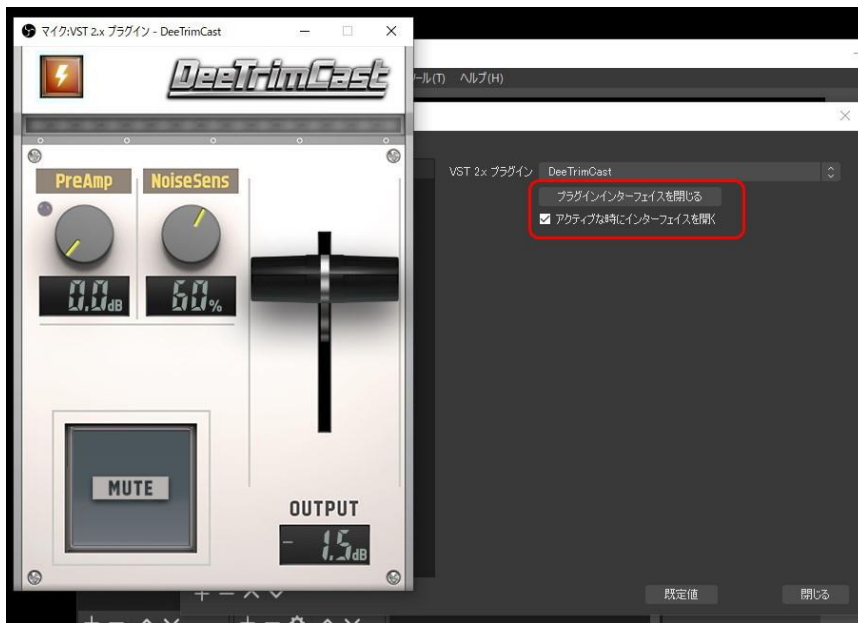 マイク:VST 2.x プラグイン - DeeTrimCast
DeeTrimCast
PreAmp
NoiseSens
0.0dB
60%
MUTE
OUTPUT
- 1.5dB
ール(T) ヘルプ(H)
VST 2.x プラグイン DeeTrimCast
プラグインインターフェイスを閉じる
アクティブな時にインターフェイスを開く
既定値 閉じる